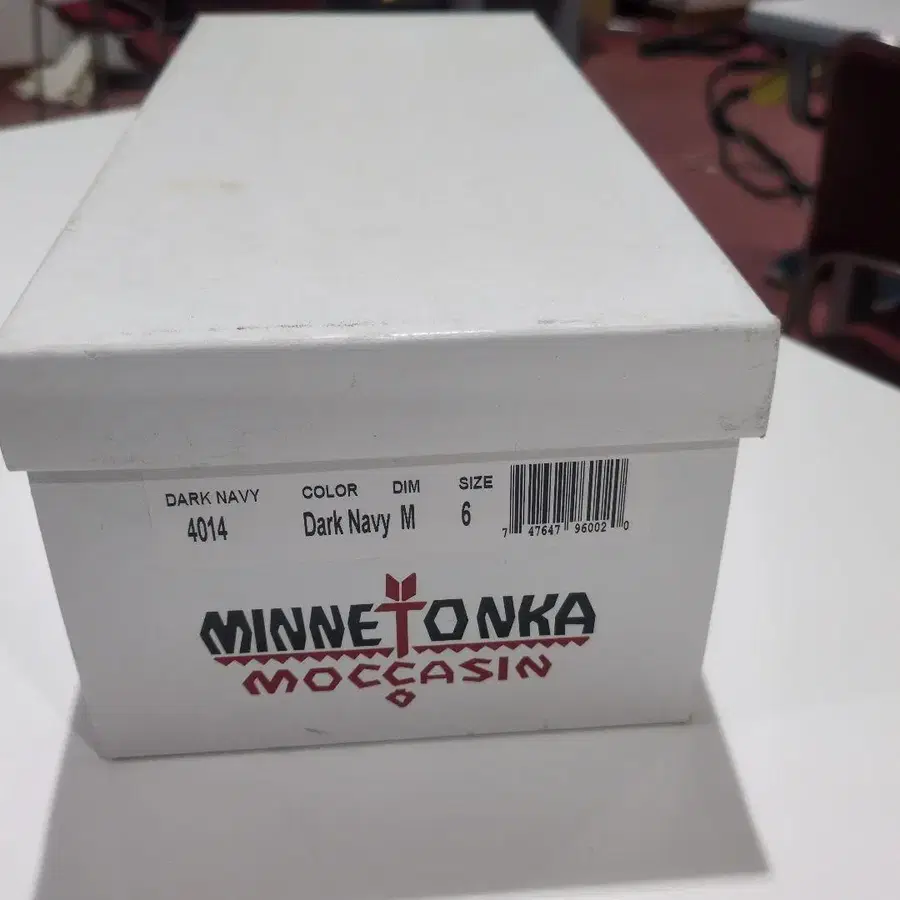 DARK NAVY COLOR DIM SIZE
4014 Dark Navy M 6
7 47647 96002 0
MINNETONKA
MOCCASIN